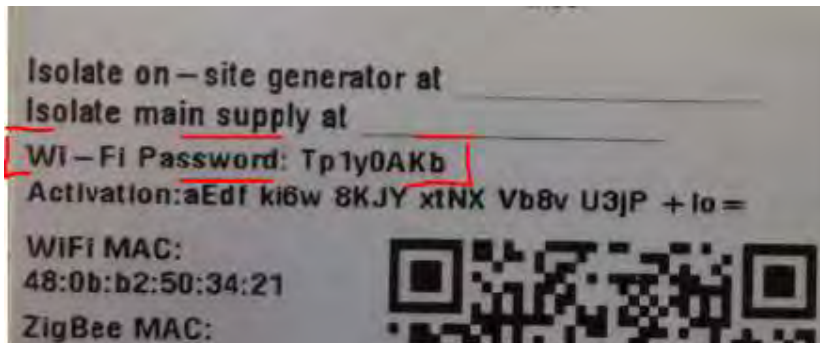 Isolate on – site generator at
Isolate main supply at
Wi – Fi Password: Tp1y0AKb
Activation:aEdf ki6w 8KJY xtNX Vb8v U3jP + lo =
WiFi MAC:
48:0b:b2:50:34:21
ZigBee MAC: